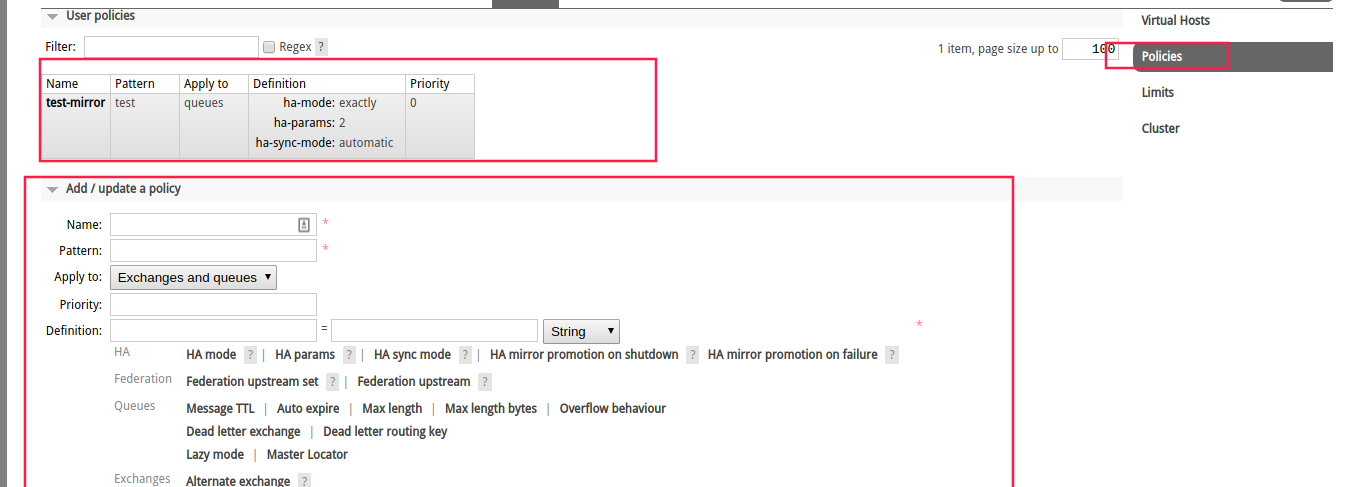 User policies
Filter: Regex ? 1 item, page size up to 100
Name Pattern Apply to Definition Priority
test-mirror test queues ha-mode: exactly 0
ha-params: 2
ha-sync-mode: automatic
Add / update a policy
Name: *
Pattern: *
Apply to: Exchanges and queues
Priority:
Definition: = String *
HA HA mode ? | HA params ? | HA sync mode ? | HA mirror promotion on shutdown ? HA mirror promotion on failure ?
Federation Federation upstream set ? | Federation upstream ?
Queues Message TTL | Auto expire | Max length | Max length bytes | Overflow behaviour
Dead letter exchange | Dead letter routing key
Lazy mode | Master Locator
Exchanges Alternate exchange ?
Virtual Hosts
Policies
Limits
Cluster